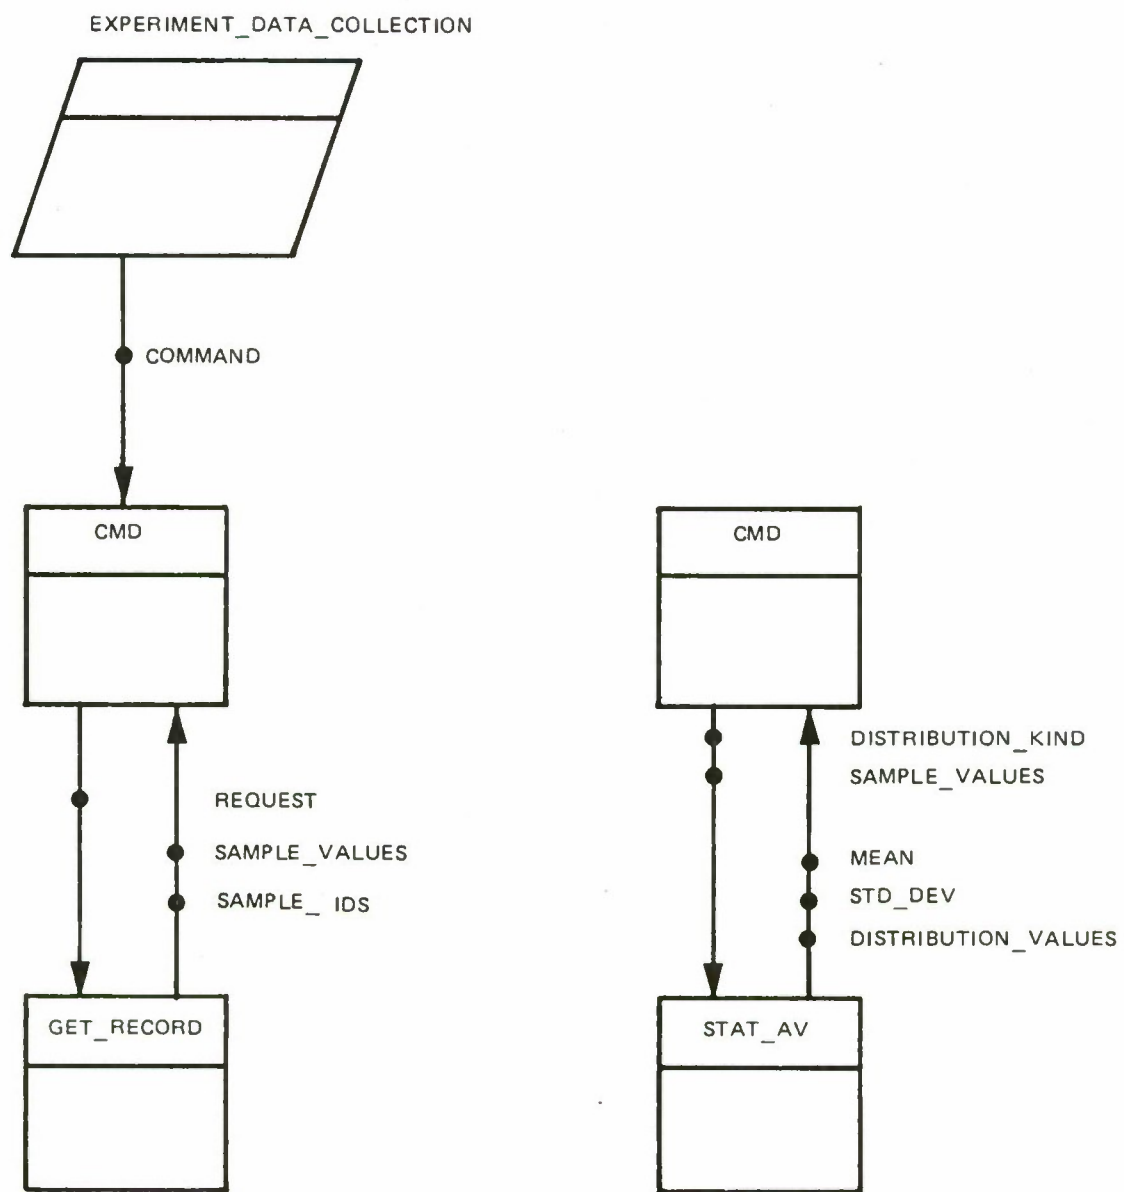 EXPERIMENT_DATA_COLLECTION
COMMAND
CMD
REQUEST
SAMPLE_VALUES
SAMPLE_ IDS
GET_RECORD
CMD
DISTRIBUTION_KIND
SAMPLE_VALUES
MEAN
STD_DEV
DISTRIBUTION_VALUES
STAT_AV